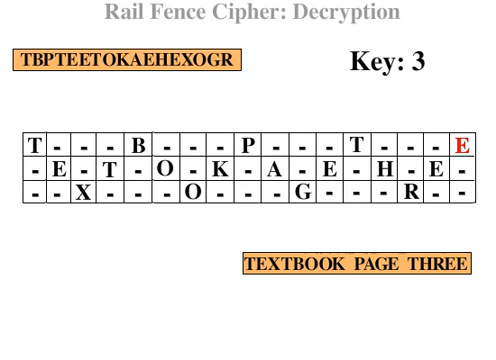 Rail Fence Cipher: Decryption
TBPTEETOKAEHEXOGR
Key: 3
T - - - B - - - P - - - T - - - E
- E - T - O - K - A - E - H - E -
- - X - - - O - - - G - - - R - -
TEXTBOOK PAGE THREE